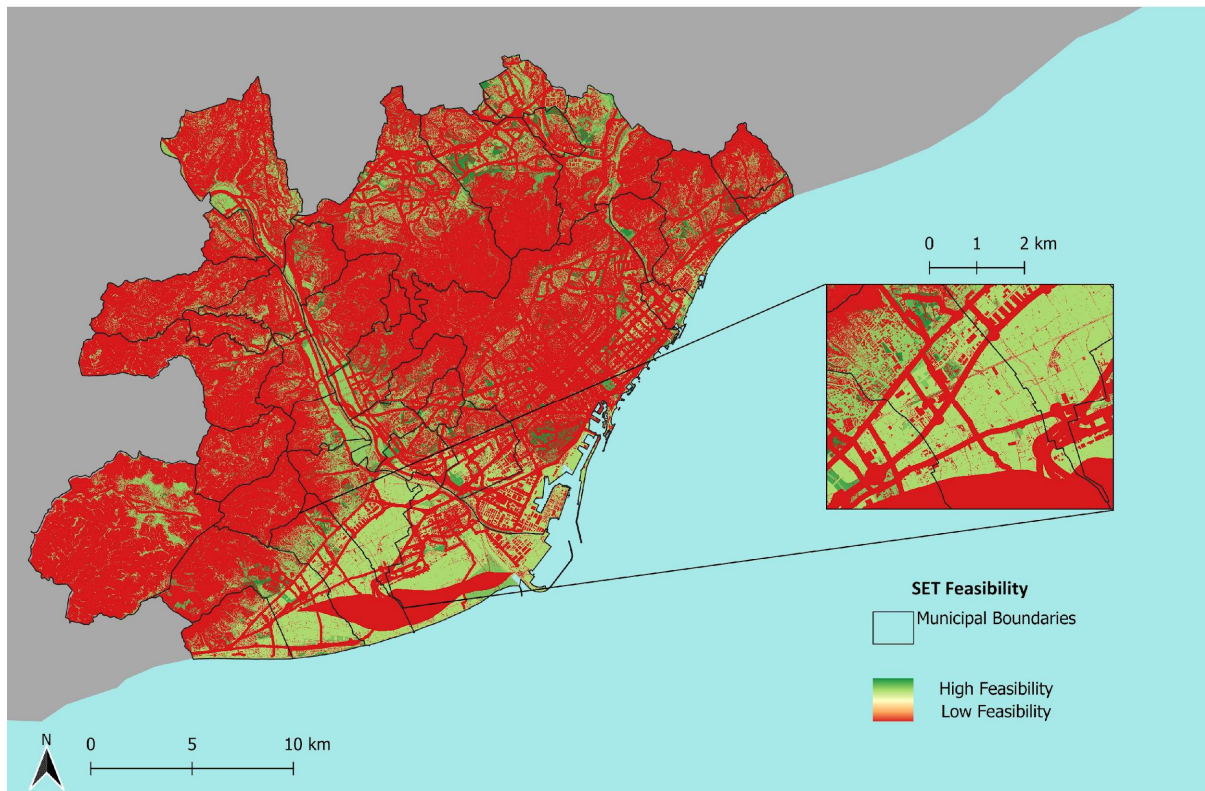 0 1 2 km
SET Feasibility
Municipal Boundaries
High Feasibility
Low Feasibility
N
0 5 10 km